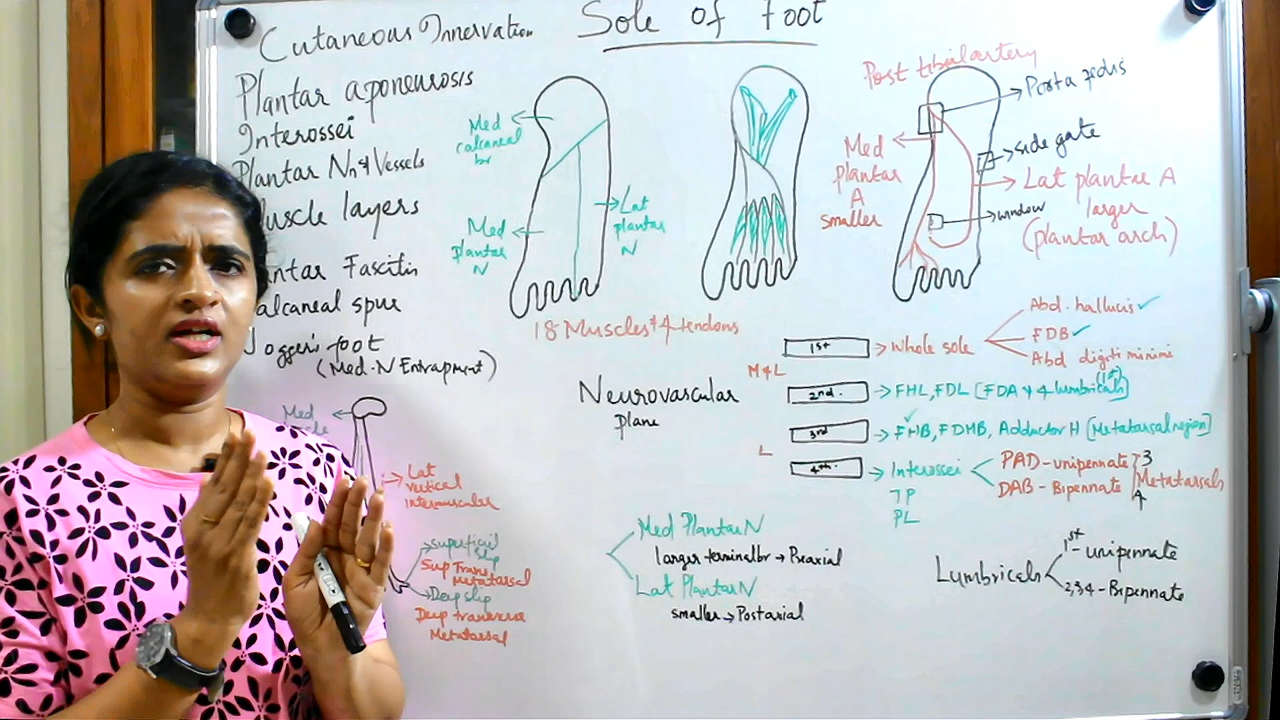 Sole of foot
Cutaneous Innervation
Plantar aponeurosis
Interossei
Plantar Nn & Vessels
Muscle layers
antar Fascitis
alcaneal spur
Jogger's foot
(Med. N Entrapment)
Med
calcaneal
br
Med
plantar
N
Lat
plantar
N
18 Muscles & 4 tendons
Post tibial artery
Porta pedis
side gate
Med
plantar
A
smaller
Lat plantar A
larger
(plantar arch)
window
Neurovascular
plane
M & L
L
1st
Whole sole
Abd. hallucis ✓
FDB ✓
Abd digiti minimi
2nd
FHL, FDL [FDA & 4 lumbricals]
3rd
FHB, FDMB, Adductor H [Metatarsal region]
4th
Interossei
TP
PL
PAD - unipennate 3
DAB - Bipennate 4
Metatarsals
Med
Lat
vertical
intermuscular
superficial
slip
Sup Trans
Metatarsal
Deep slip
Deep transverse
Metatarsal
Med Plantar N
larger terminal br → Preaxial
Lat Plantar N
smaller → Postaxial
Lumbricals
1st - unipennate
2,3,4 - Bipennate